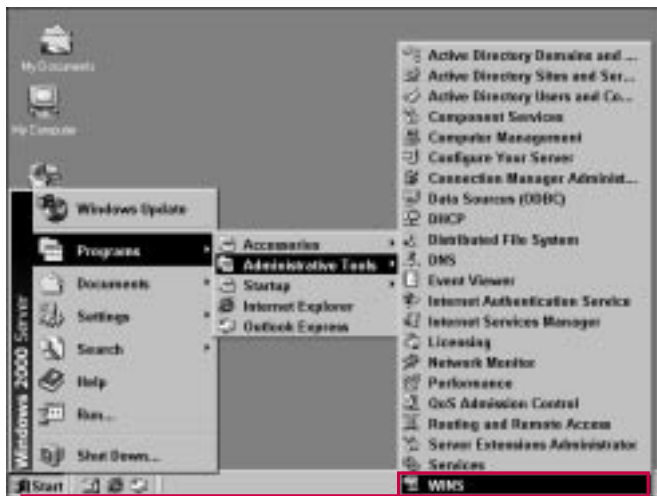 My Documents
My Computer
Windows Update
Programs
Documents
Settings
Search
Help
Run...
Shut Down...
Windows 2000 Server
Start
Accessories
Administrative Tools
Startup
Internet Explorer
Outlook Express
Active Directory Domains and ...
Active Directory Sites and Ser...
Active Directory Users and Co...
Component Services
Computer Management
Configure Your Server
Connection Manager Administ...
Data Sources (ODBC)
DHCP
Distributed File System
DNS
Event Viewer
Internet Authentication Service
Internet Services Manager
Licensing
Network Monitor
Performance
QoS Admission Control
Routing and Remote Access
Server Extensions Administrator
Services
WINS